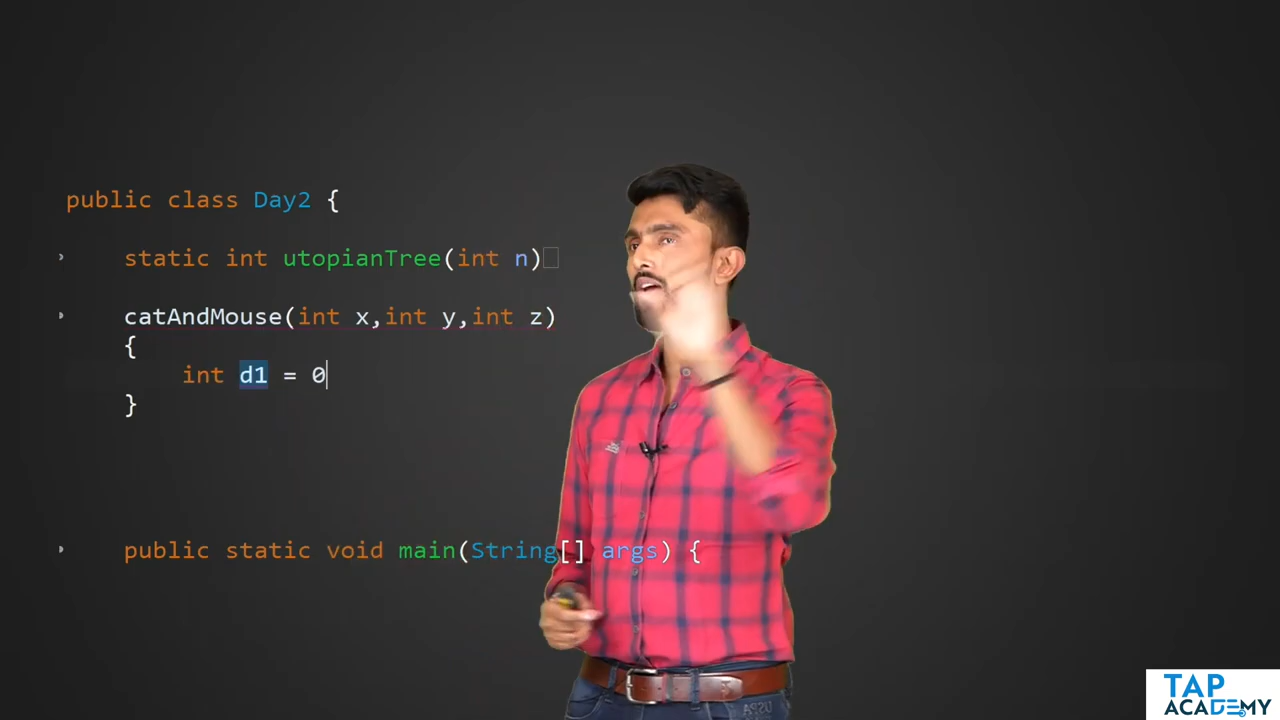 public class Day2 {
static int utopianTree(int n)
catAndMouse(int x,int y,int z)
{
int d1 = 0
}
public static void main(String[] args) {
TAP
ACADEMY